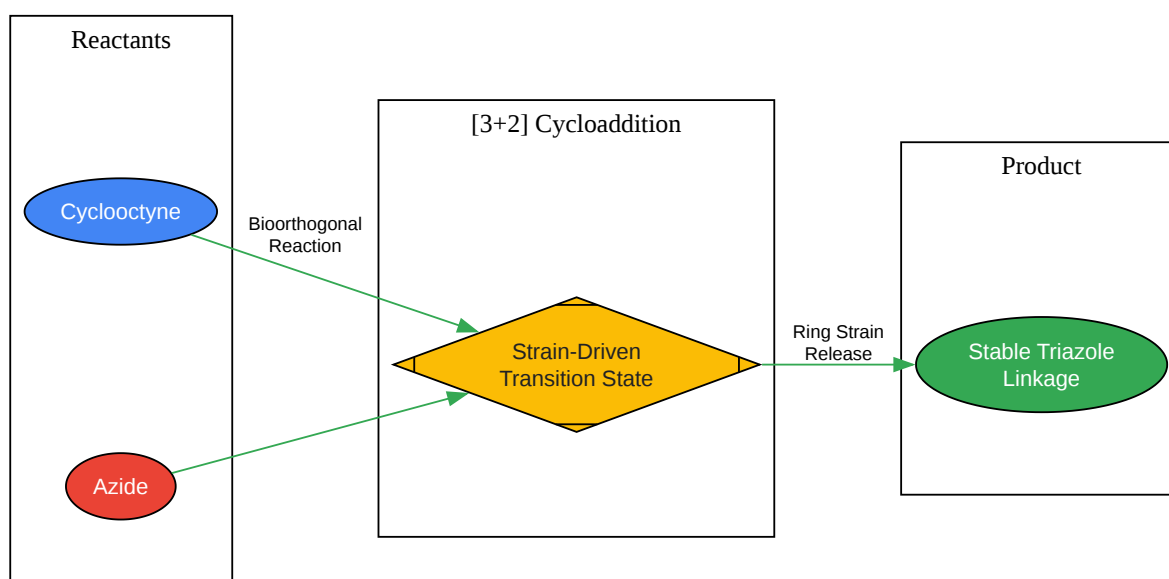 Reactants
Cyclooctyne
Azide
Bioorthogonal
Reaction
[3+2] Cycloaddition
Strain-Driven
Transition State
Ring Strain
Release
Product
Stable Triazole
Linkage